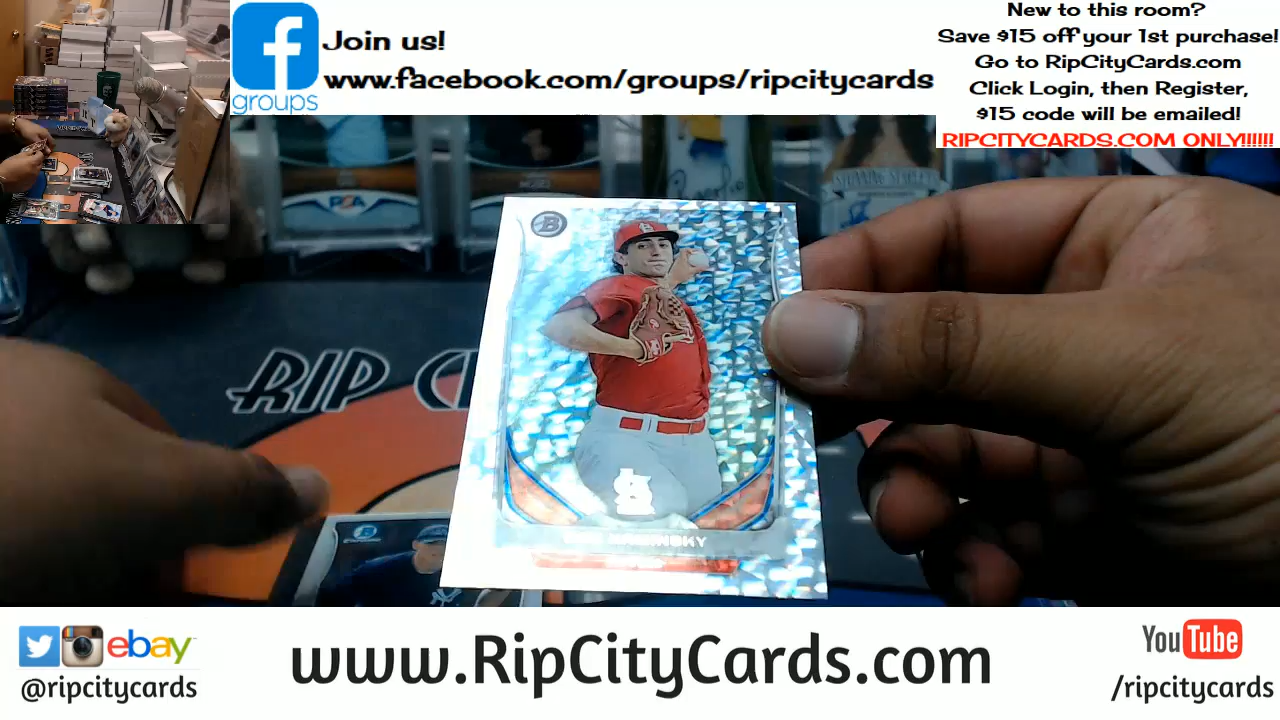 groups
Join us!
www.facebook.com/groups/ripcitycards
New to this room?
Save $15 off your 1st purchase!
Go to RipCityCards.com
Click Login, then Register,
$15 code will be emailed!
RIPCITYCARDS.COM ONLY!!!!!!
PSA
B
RIP C
ebay
@ripcitycards
www.RipCityCards.com
YouTube
/ripcitycards